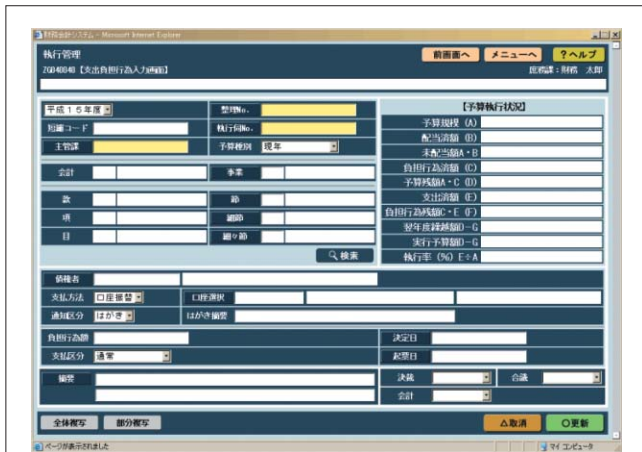 財務会計システム - Microsoft Internet Explorer
執行管理
前画面へ メニューへ ?ヘルプ
ZG040040【支出負担行為入力画面】
庶務課:財務 太郎
平成15年度
整理No.
【予算執行状況】
短縮コード
執行伺No.
予算規模 (A)
主管課
予算種別 現年
配当済額 (B)
未配当額A-B
会計
事業
負担行為済額 (C)
予算残額A-C (D)
款
節
支出済額 (E)
項
細節
負担行為残額C-E (F)
目
細々節
翌年度繰越額D-G
実行予算額D-G
検索
執行率 (%) E÷A
債権者
支払方法 口座振替
口座選択
通知区分 はがき
はがき摘要
負担行為額
決定日
支払区分 通常
起票日
摘要
決裁
合議
会計
全体複写 部分複写
△取消 ○更新
ページが表示されました
マイ コンピュータ